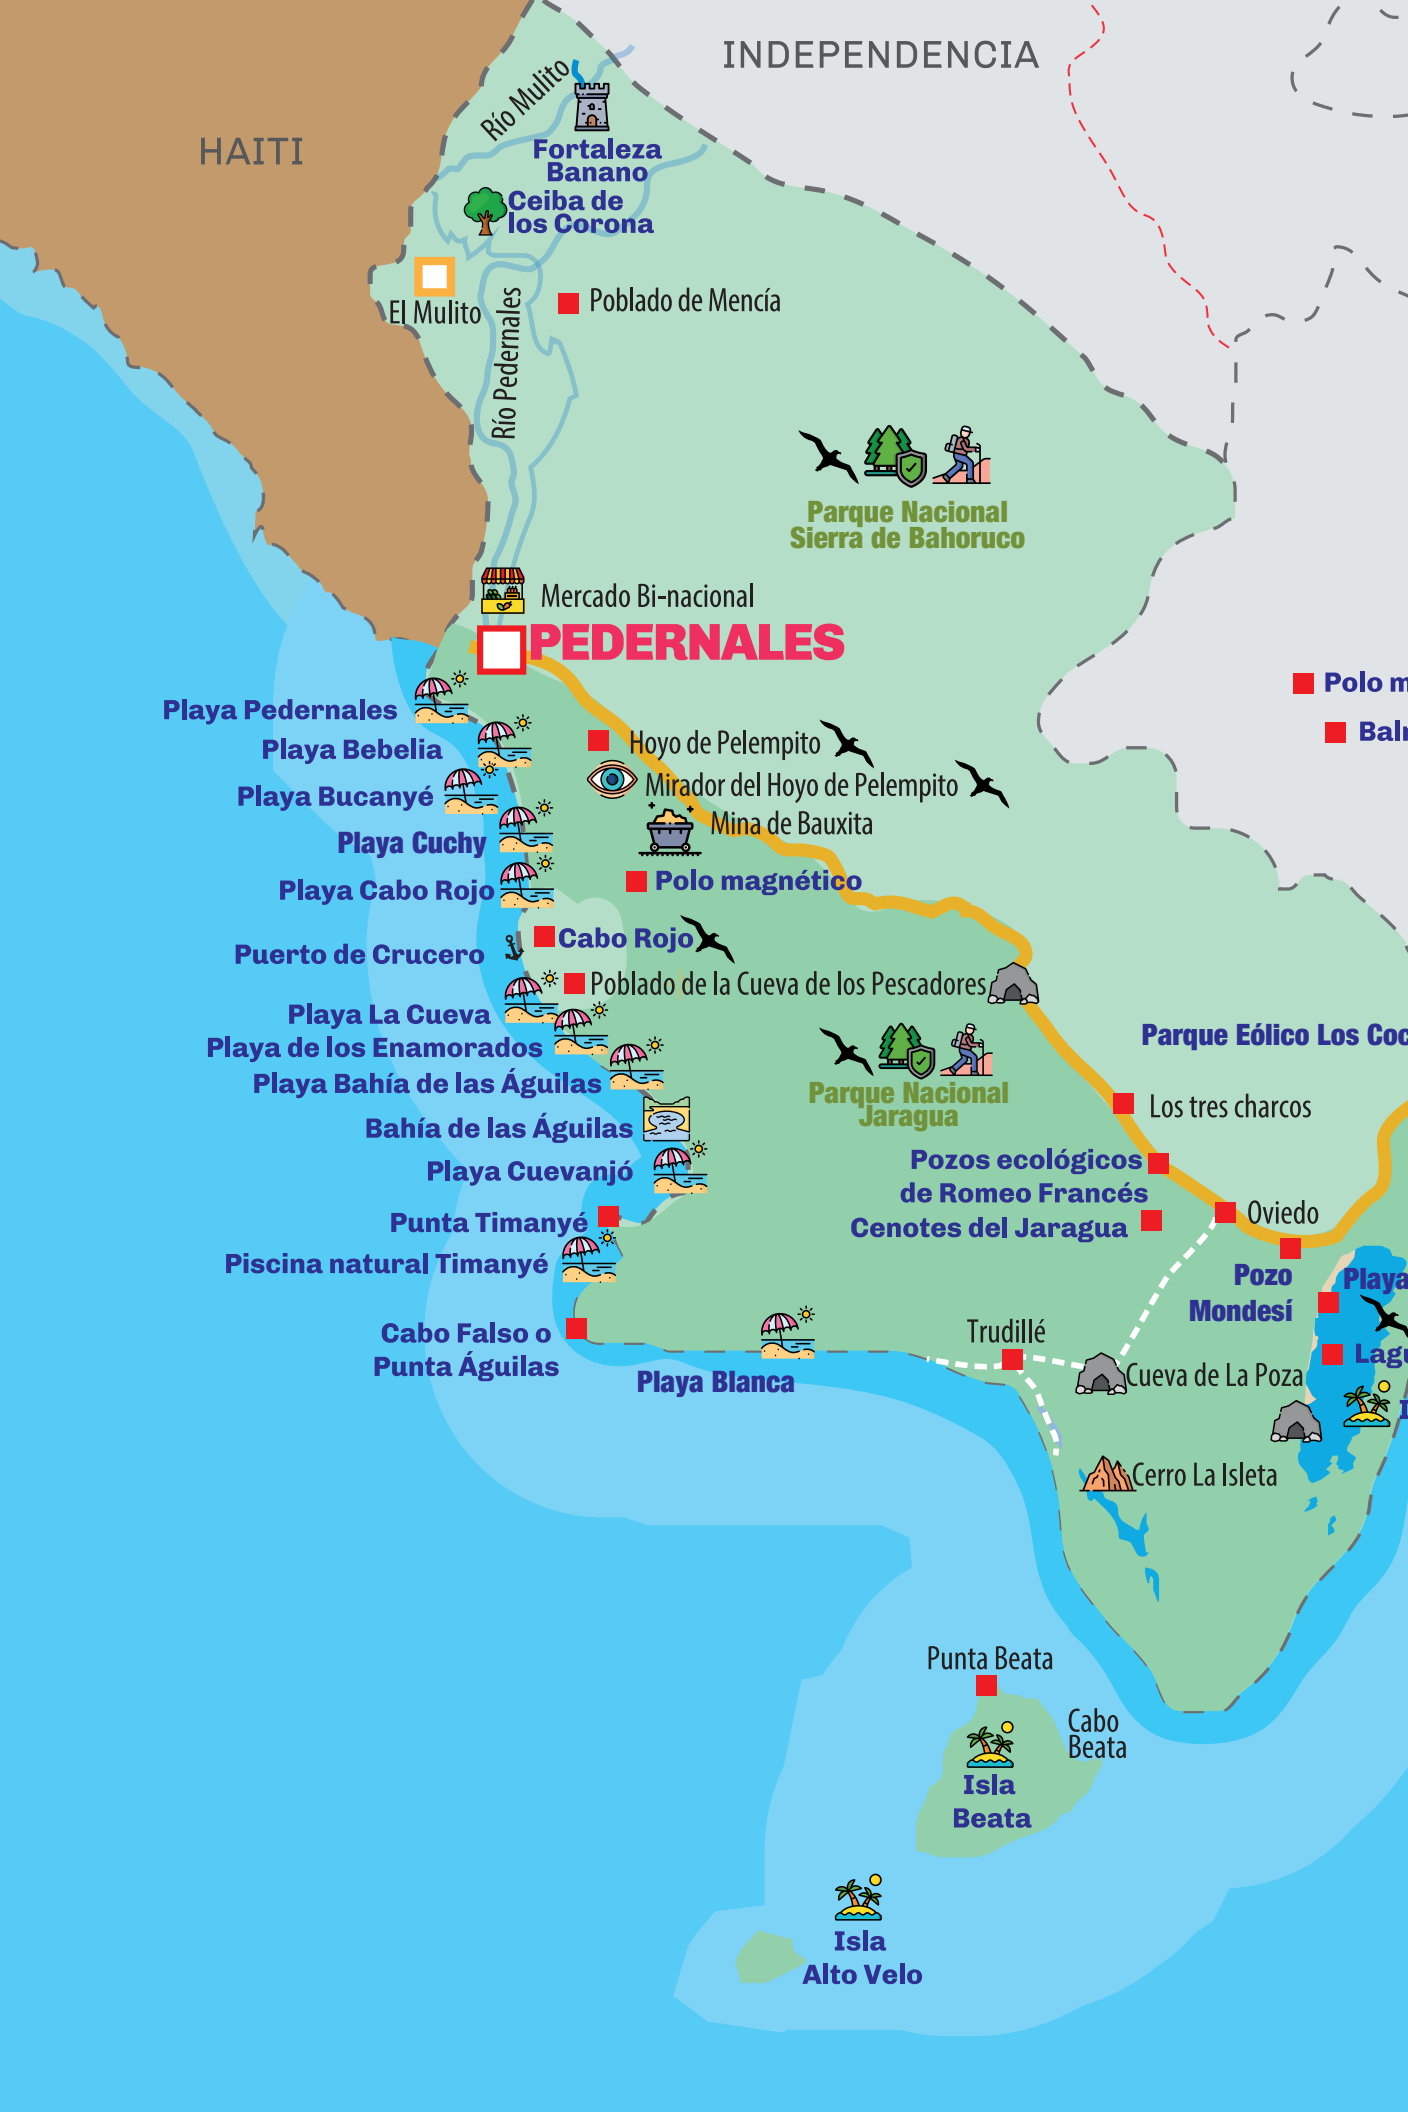 INDEPENDENCIA
HAITI
Río Mulito
Fortaleza
Banano
Ceiba de
los Corona
El Mulito
Río Pedernales
Poblado de Mencía
Parque Nacional
Sierra de Bahoruco
Mercado Bi-nacional
PEDERNALES
Polo m
Playa Pedernales
Baln
Playa Bebelia
Hoyo de Pelempito
Mirador del Hoyo de Pelempito
Playa Bucanyé
Mina de Bauxita
Playa Cuchy
Polo magnético
Playa Cabo Rojo
Cabo Rojo
Puerto de Crucero
Poblado de la Cueva de los Pescadores
Playa La Cueva
Parque Eólico Los Coc
Playa de los Enamorados
Playa Bahía de las Águilas
Parque Nacional
Jaragua
Los tres charcos
Bahía de las Águilas
Pozos ecológicos
de Romeo Francés
Playa Cuevanjó
Punta Timanyé
Cenotes del Jaragua
Oviedo
Piscina natural Timanyé
Pozo
Mondesí
Playa
Cabo Falso o
Punta Águilas
Trudillé
Lagu
Playa Blanca
Cueva de La Poza
I
Cerro La Isleta
Punta Beata
Cabo
Beata
Isla
Beata
Isla
Alto Velo